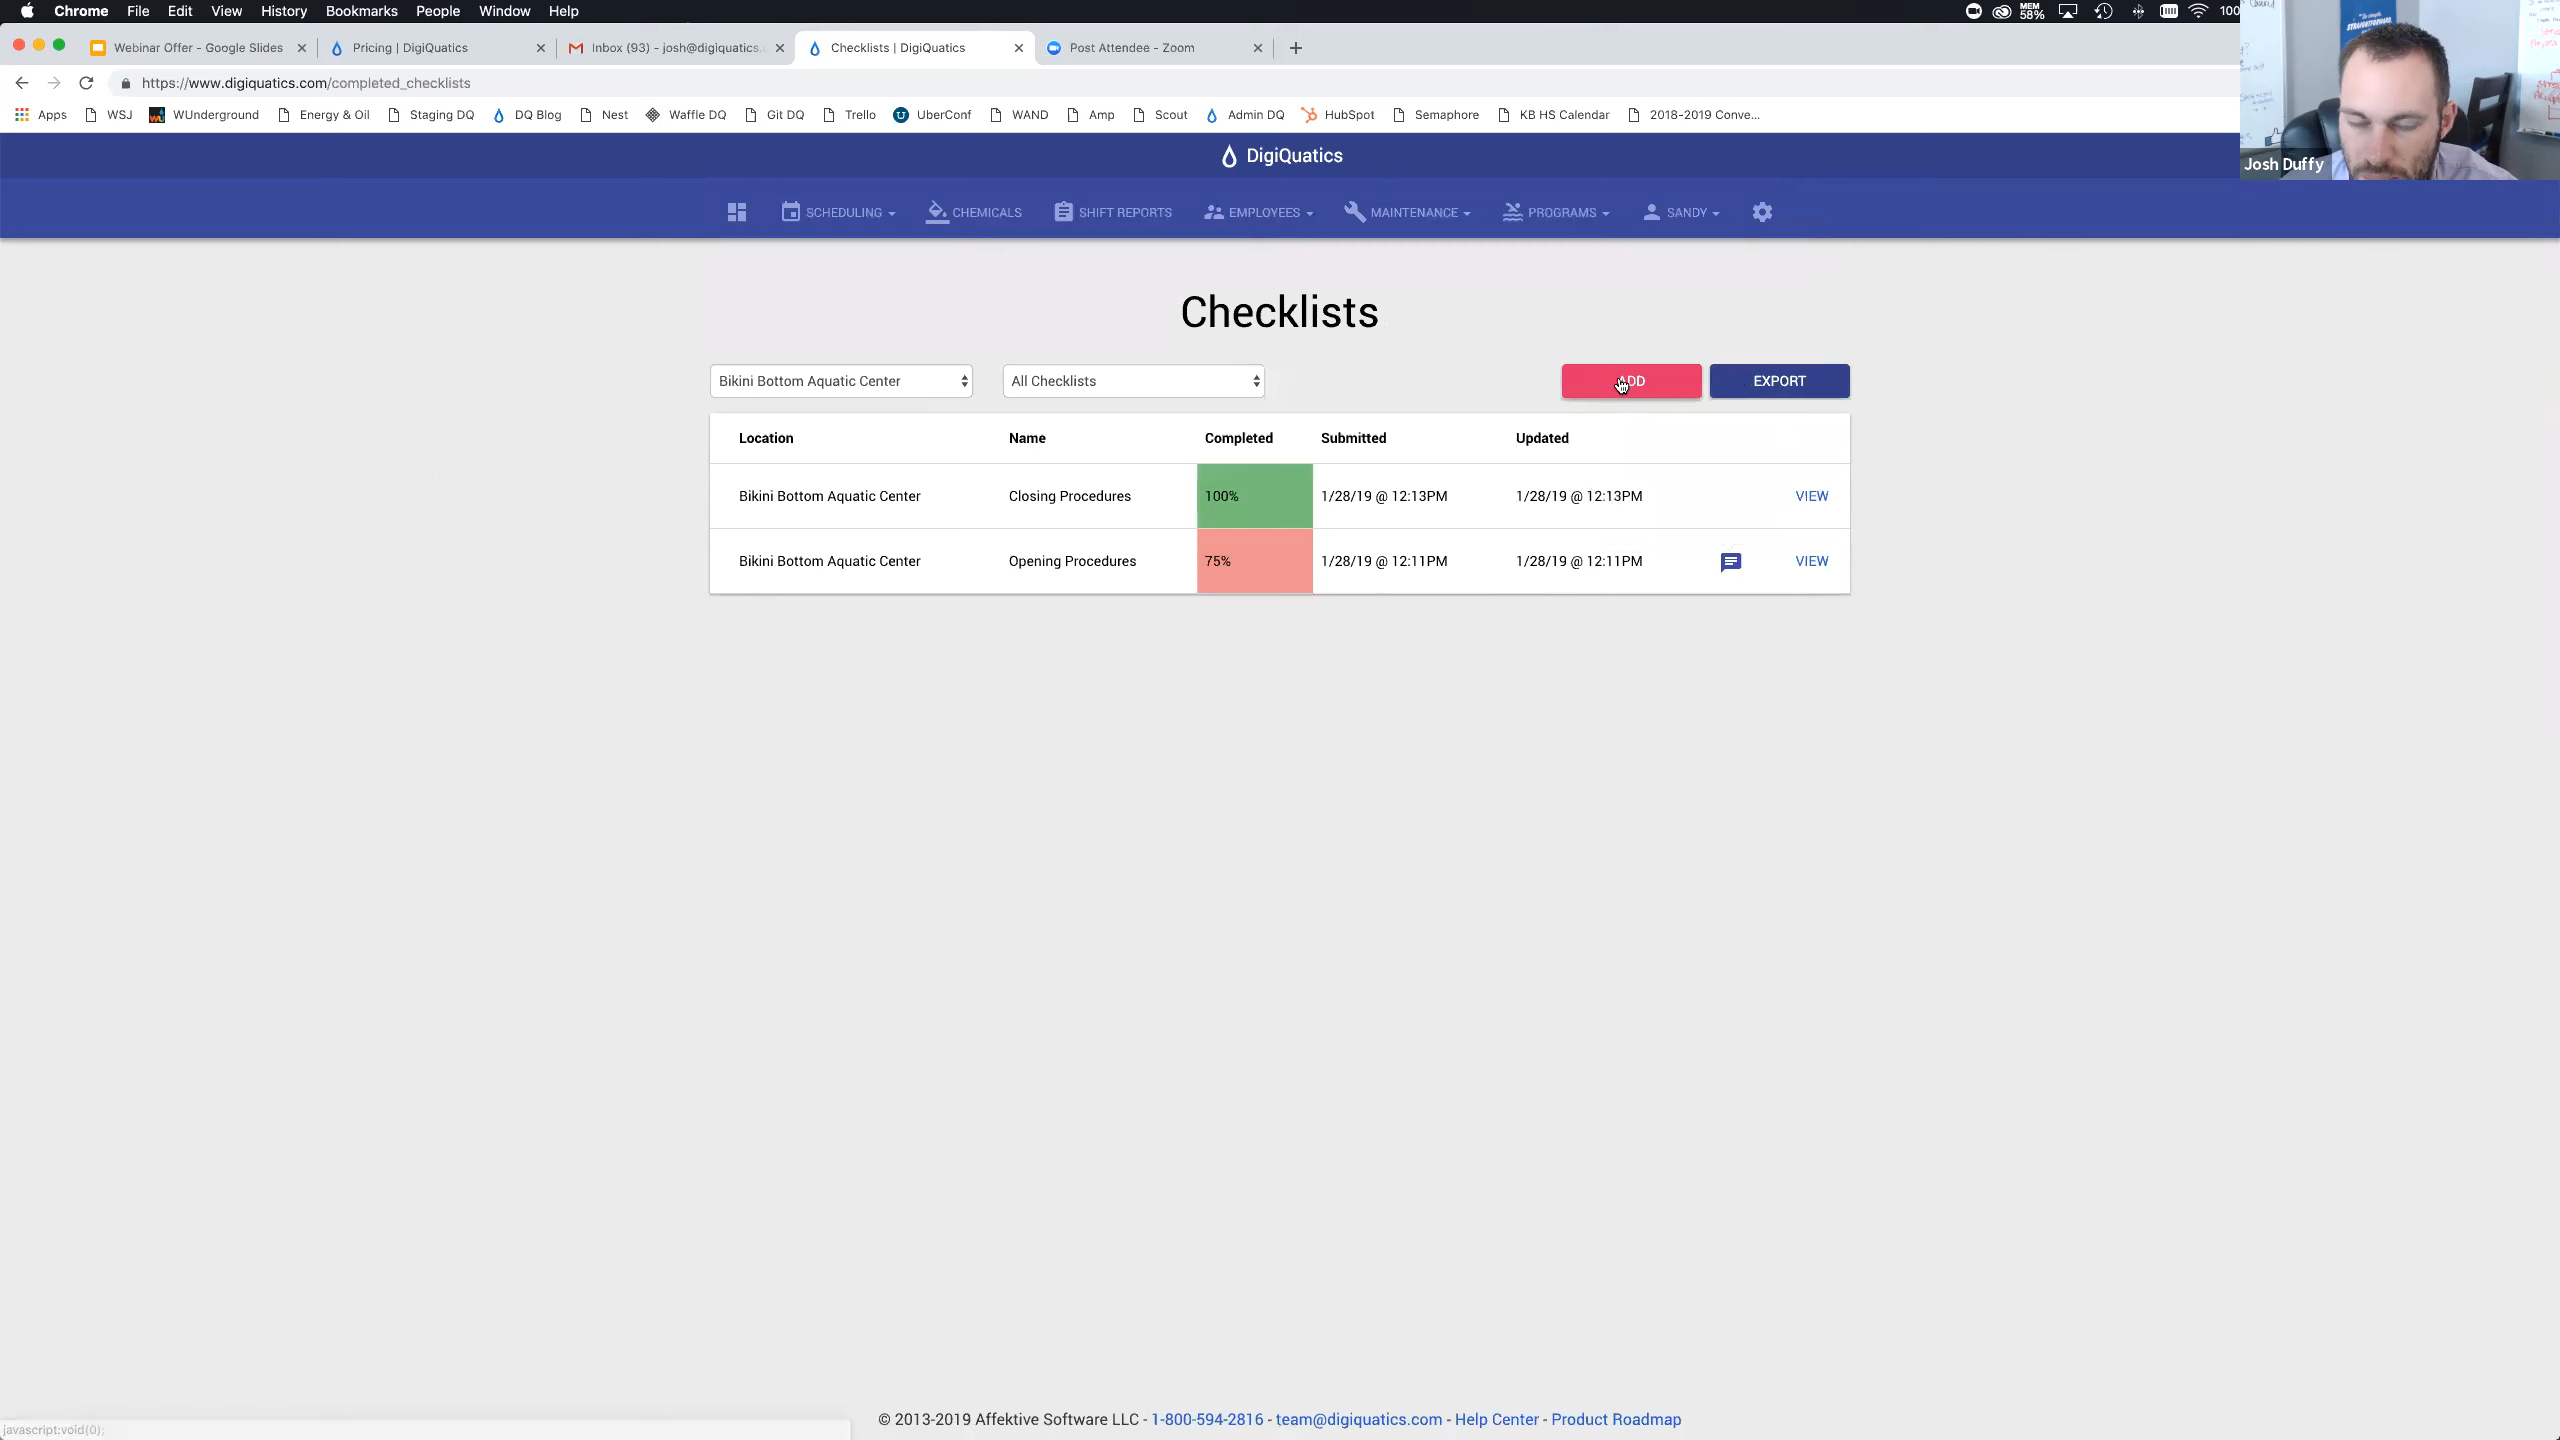 Chrome File Edit View History Bookmarks People Window Help MEM 58% 100
Webinar Offer - Google Slides Pricing | DigiQuatics Inbox (93) - josh@digiquatics. Checklists | DigiQuatics Post Attendee - Zoom
https://www.digiquatics.com/completed_checklists
Apps WSJ WUnderground Energy & Oil Staging DQ DQ Blog Nest Waffle DQ Git DQ Trello UberConf WAND Amp Scout Admin DQ HubSpot Semaphore KB HS Calendar 2018-2019 Conve...
Josh Duffy
DigiQuatics
SCHEDULING CHEMICALS SHIFT REPORTS EMPLOYEES MAINTENANCE PROGRAMS SANDY
Checklists
Bikini Bottom Aquatic Center All Checklists ADD EXPORT
Location Name Completed Submitted Updated
Bikini Bottom Aquatic Center Closing Procedures 100% 1/28/19 @ 12:13PM 1/28/19 @ 12:13PM VIEW
Bikini Bottom Aquatic Center Opening Procedures 75% 1/28/19 @ 12:11PM 1/28/19 @ 12:11PM VIEW
© 2013-2019 Affektive Software LLC - 1-800-594-2816 - team@digiquatics.com - Help Center - Product Roadmap
javascript:void(0);